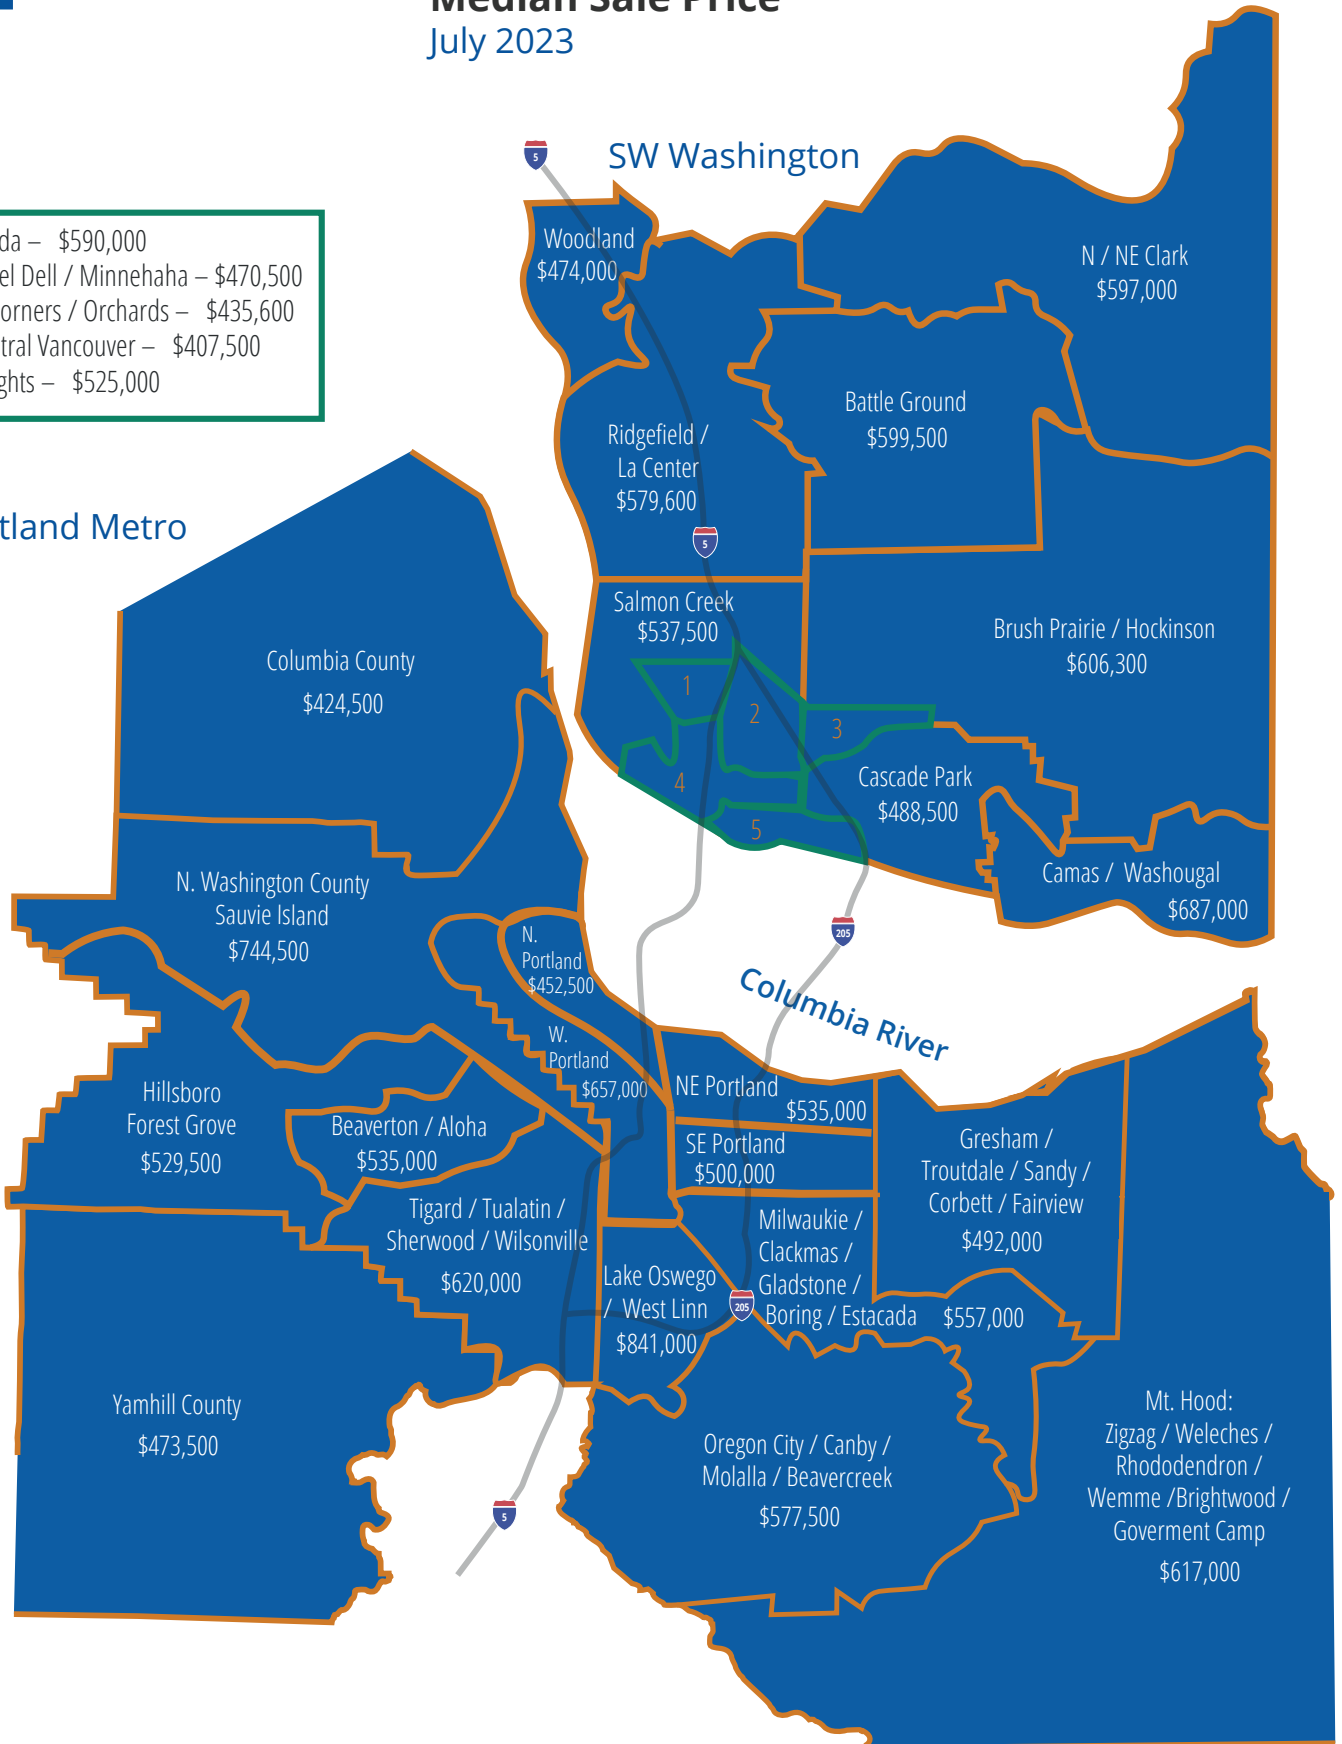 Median Sale Price
July 2023
SW Washington
da – $590,000
el Dell / Minnehaha – $470,500
orners / Orchards – $435,600
tral Vancouver – $407,500
ghts – $525,000
tland Metro
5
Woodland
$474,000
N / NE Clark
$597,000
Battle Ground
$599,500
Ridgefield /
La Center
$579,600
5
Salmon Creek
$537,500
Brush Prairie / Hockinson
$606,300
1
2
3
4
5
Cascade Park
$488,500
Camas / Washougal
$687,000
205
Columbia River
Columbia County
$424,500
N. Washington County
Sauvie Island
$744,500
N.
Portland
$452,500
W.
Portland
$657,000
NE Portland
$535,000
SE Portland
$500,000
Hillsboro
Forest Grove
$529,500
Beaverton / Aloha
$535,000
Tigard / Tualatin /
Sherwood / Wilsonville
$620,000
Gresham /
Troutdale / Sandy /
Corbett / Fairview
$492,000
Milwaukie /
Clackmas /
Gladstone /
Boring / Estacada $557,000
Lake Oswego
/ West Linn
$841,000
205
Yamhill County
$473,500
Oregon City / Canby /
Molalla / Beavercreek
$577,500
5
Mt. Hood:
Zigzag / Weleches /
Rhododendron /
Wemme /Brightwood /
Goverment Camp
$617,000